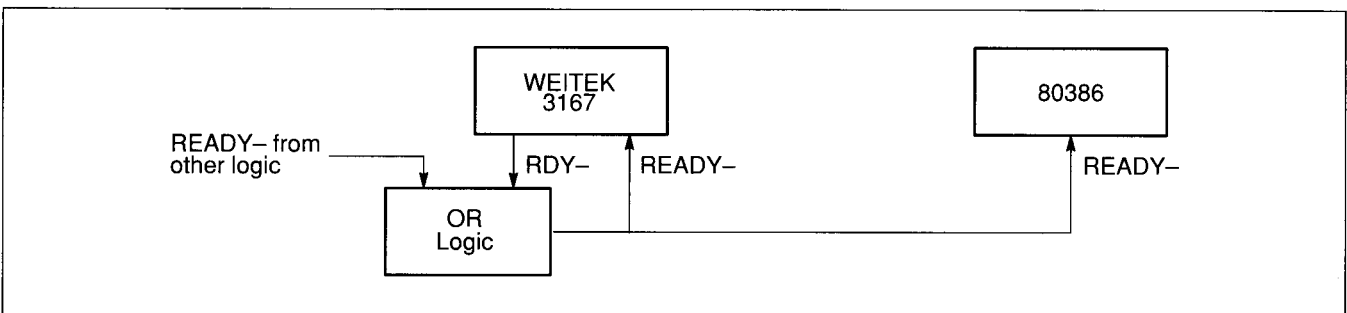 WEITEK
3167
80386
READY– from
other logic
RDY–
READY–
READY–
OR
Logic